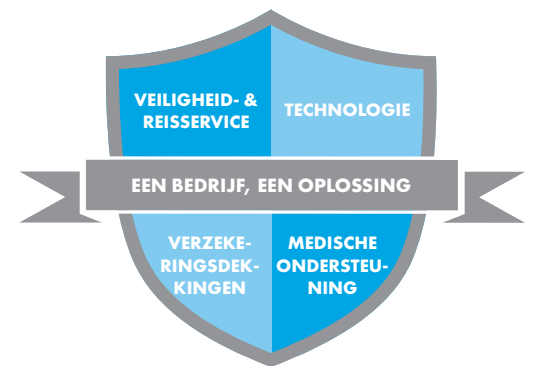 VEILIGHEID- &
REISSERVICE
TECHNOLOGIE
EEN BEDRIJF, EEN OPLOSSING
VERZEKE-
RINGSDEK-
KINGEN
MEDISCHE
ONDERSTEU-
NING